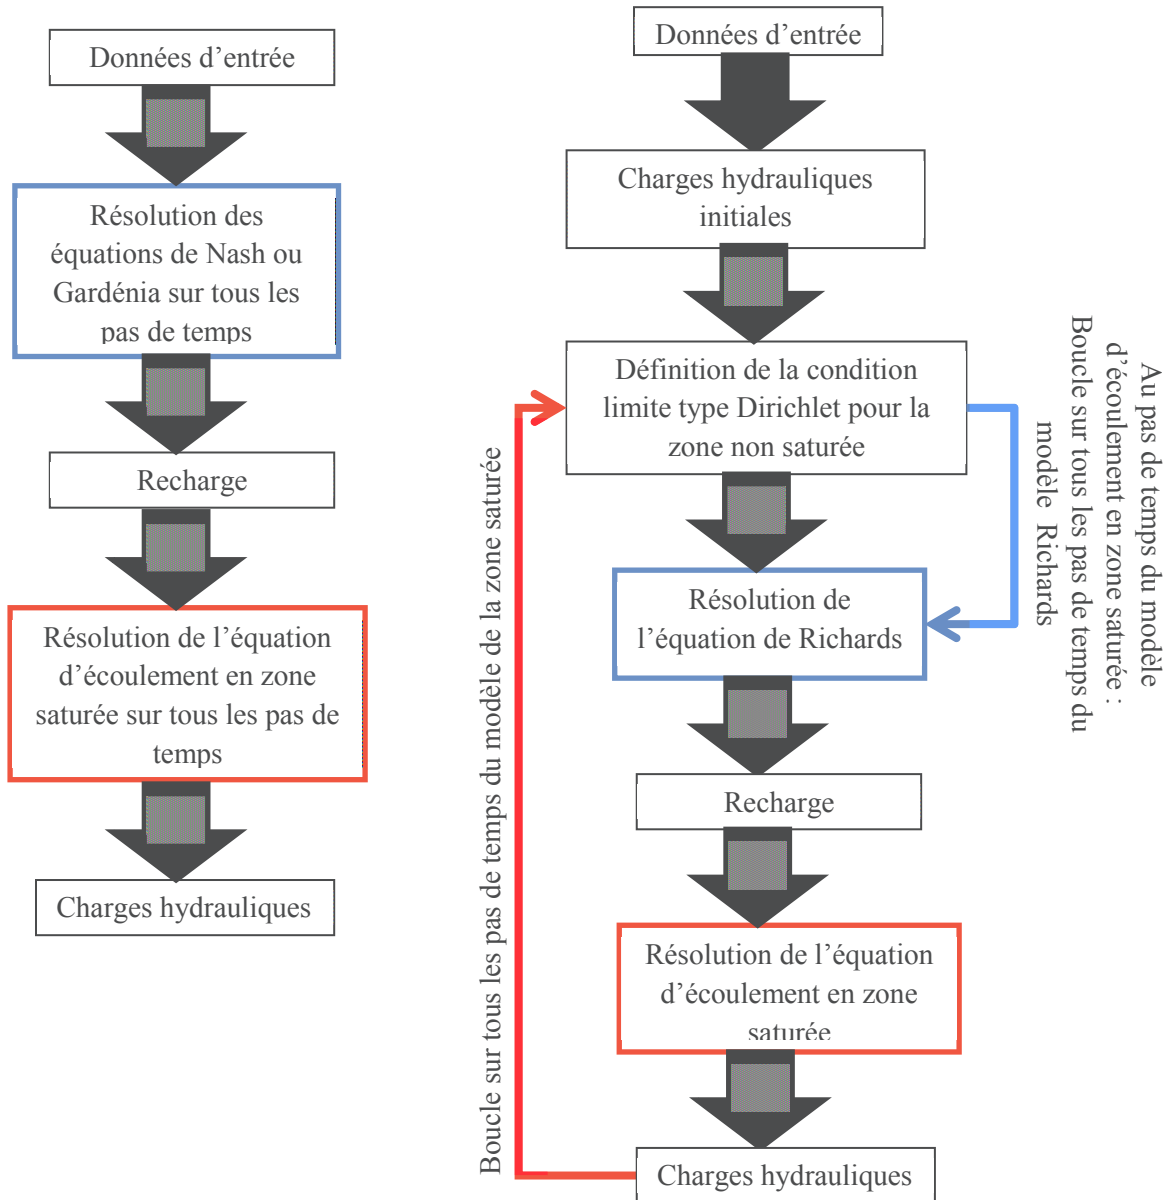 Données d'entrée
Résolution des
équations de Nash ou
Gardénia sur tous les
pas de temps
Recharge
Résolution de l'équation
d'écoulement en zone
saturée sur tous les pas de
temps
Charges hydrauliques
Données d'entrée
Charges hydrauliques
initiales
Définition de la condition
limite type Dirichlet pour la
zone non saturée
Résolution de
l'équation de Richards
Recharge
Résolution de l'équation
d'écoulement en zone
saturée
Charges hydrauliques
Boucle sur tous les pas de temps du modèle de la zone saturée
Au pas de temps du modèle
d'écoulement en zone saturée :
Boucle sur tous les pas de temps du
modèle Richards